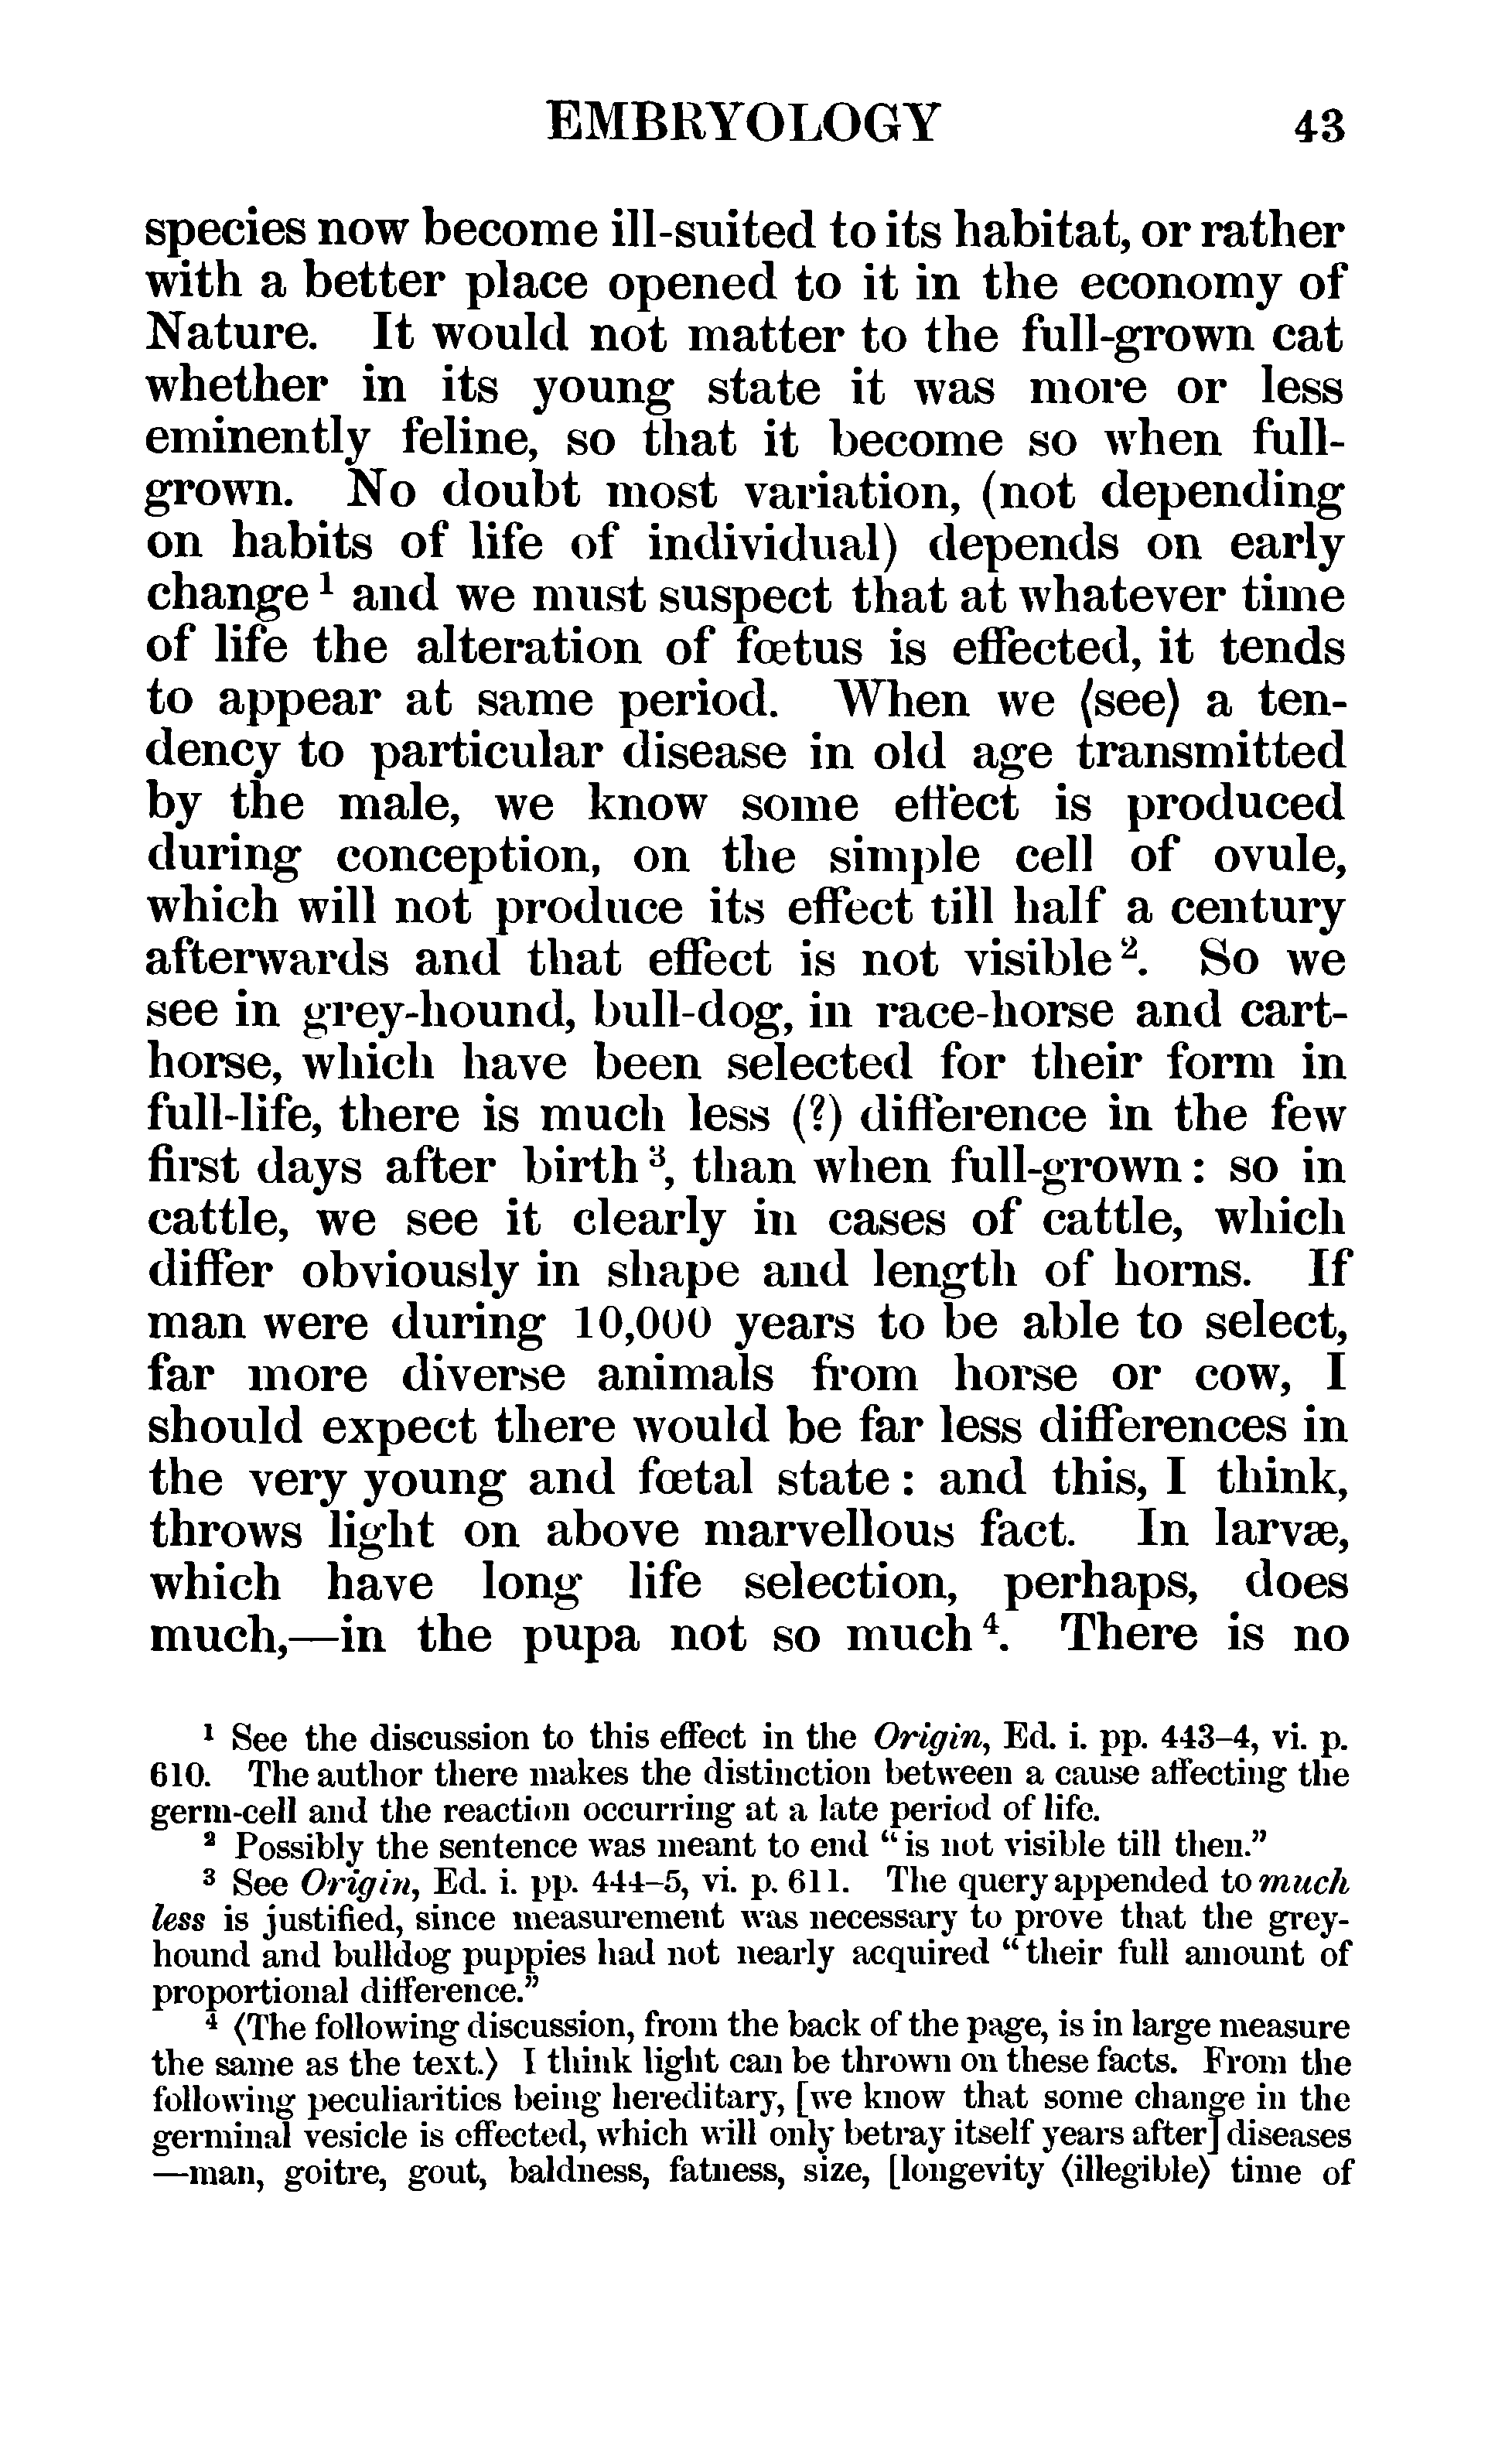 EMBRYOLOGY 43
species now become ill-suited to its habitat, or rather
with a better place opened to it in the economy of
Nature. It would not matter to the full-grown cat
whether in its young state it was more or less
eminently feline, so that it become so when full-
grown. No doubt most variation, (not depending
on habits of life of individual) depends on early
change¹ and we must suspect that at whatever time
of life the alteration of fœtus is effected, it tends
to appear at same period. When we ⟨see⟩ a ten-
dency to particular disease in old age transmitted
by the male, we know some effect is produced
during conception, on the simple cell of ovule,
which will not produce its effect till half a century
afterwards and that effect is not visible². So we
see in grey-hound, bull-dog, in race-horse and cart-
horse, which have been selected for their form in
full-life, there is much less (?) difference in the few
first days after birth³, than when full-grown: so in
cattle, we see it clearly in cases of cattle, which
differ obviously in shape and length of horns. If
man were during 10,000 years to be able to select,
far more diverse animals from horse or cow, I
should expect there would be far less differences in
the very young and fœtal state: and this, I think,
throws light on above marvellous fact. In larvæ,
which have long life selection, perhaps, does
much,—in the pupa not so much⁴. There is no
¹ See the discussion to this effect in the Origin, Ed. i. pp. 443–4, vi. p.
610. The author there makes the distinction between a cause affecting the
germ-cell and the reaction occurring at a late period of life.
² Possibly the sentence was meant to end “is not visible till then.”
³ See Origin, Ed. i. pp. 444–5, vi. p. 611. The query appended to much
less is justified, since measurement was necessary to prove that the grey-
hound and bulldog puppies had not nearly acquired “their full amount of
proportional difference.”
⁴ ⟨The following discussion, from the back of the page, is in large measure
the same as the text.⟩ I think light can be thrown on these facts. From the
following peculiarities being hereditary, [we know that some change in the
germinal vesicle is effected, which will only betray itself years after] diseases
—man, goitre, gout, baldness, fatness, size, [longevity ⟨illegible⟩ time of